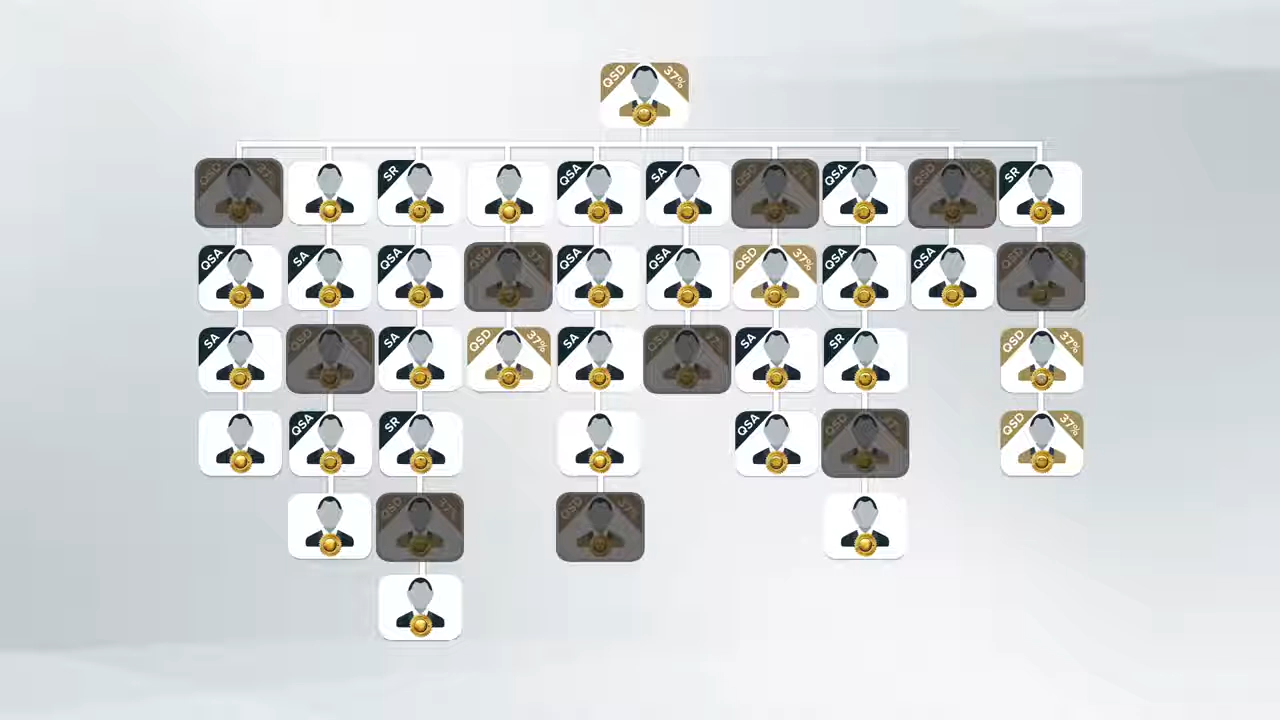 QSD 37%
QSD 37% SR QSA SA QSD 37% QSA QSD 37% SR
QSA SA QSA QSD 37% QSA QSA QSD 37% QSA QSA QSD 37%
SA QSD 37% SA QSD 37% SA QSD 37% SA SR QSD 37%
QSA SR QSA QSD 37% QSD 37%
QSD 37% QSD 37%